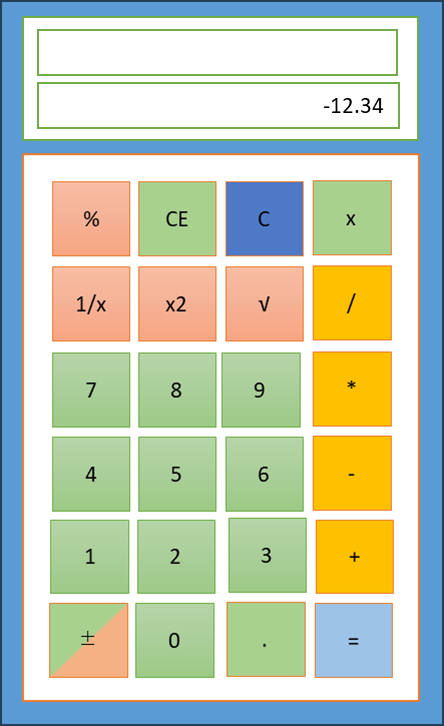 -12.34
% CE C x
1/x x2 √ /
7 8 9 *
4 5 6 -
1 2 3 +
± 0 . =